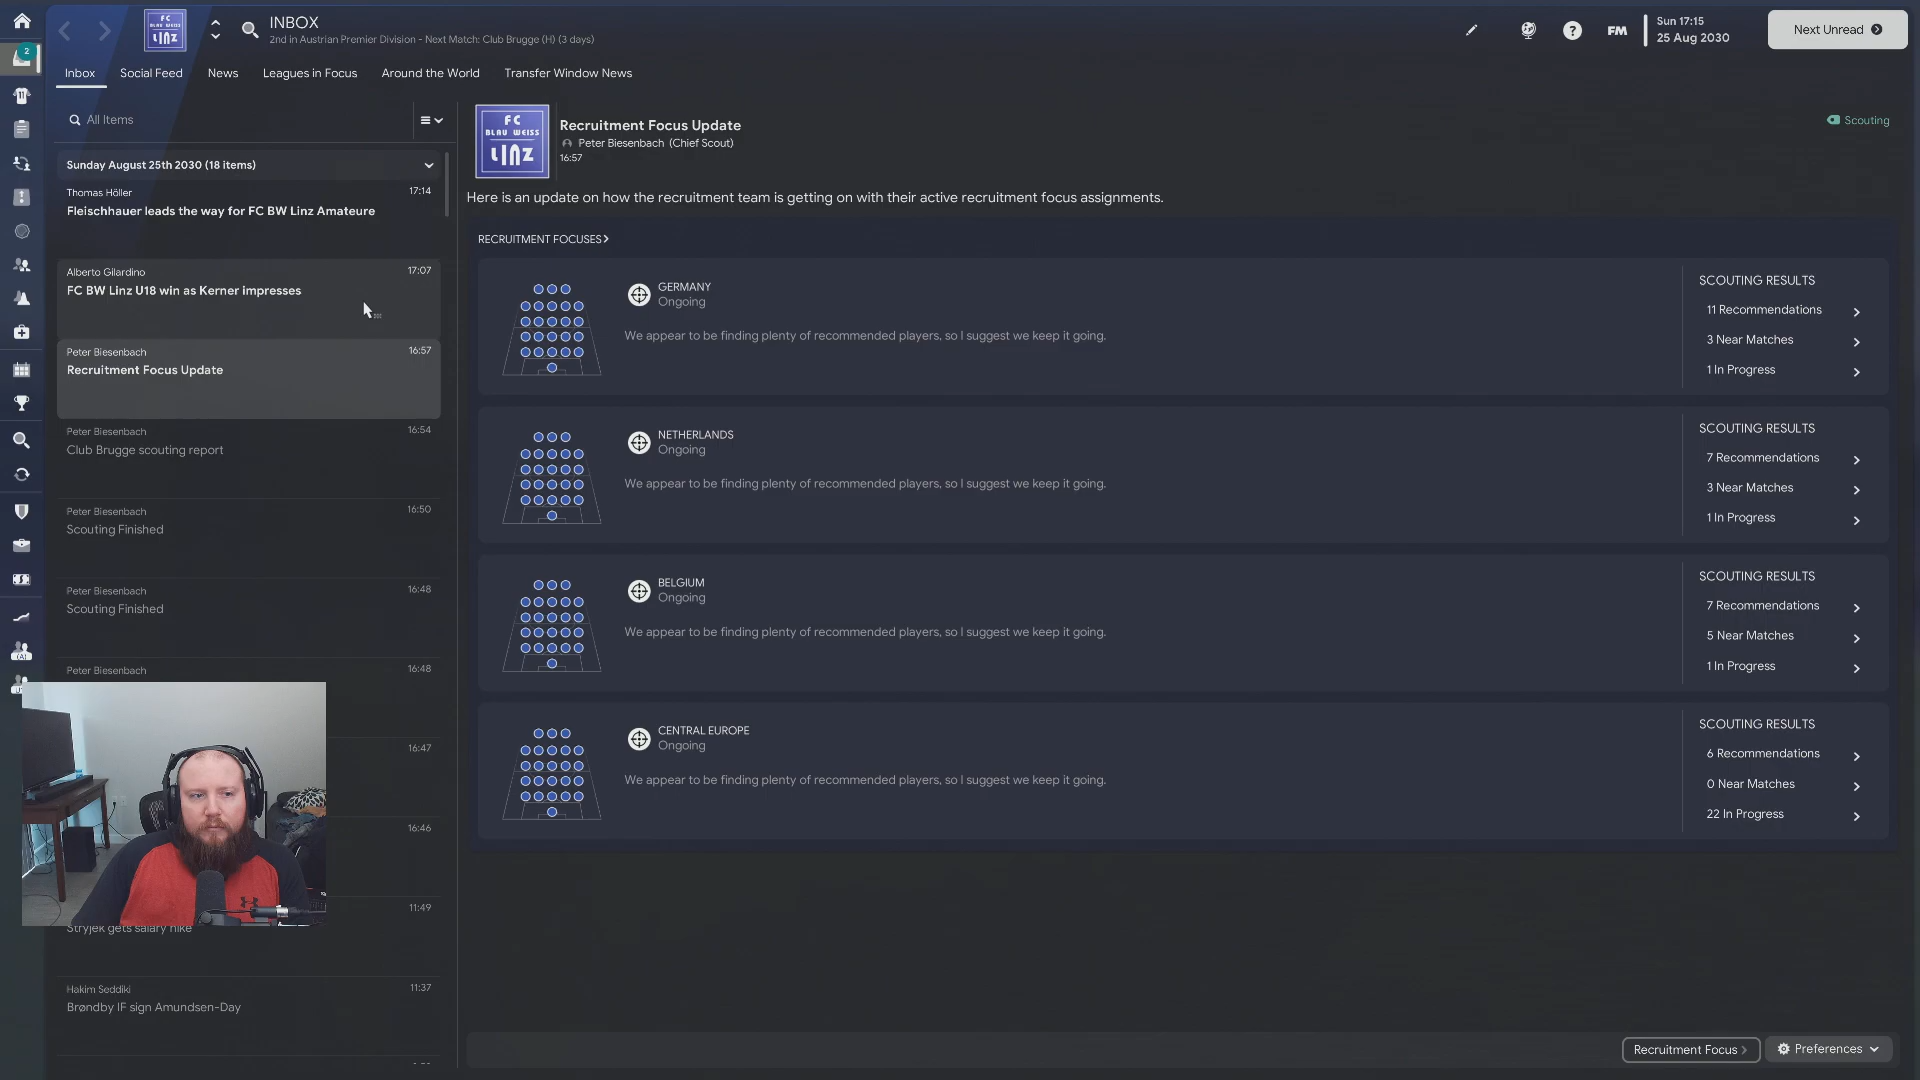 INBOX
2nd in Austrian Premier Division - Next Match: Club Brugge (H) (3 days)
FM
Sun 17:15
25 Aug 2030
Next Unread
2
Inbox
Social Feed
News
Leagues in Focus
Around the World
Transfer Window News
All Items
Sunday August 25th 2030 (18 items)
Thomas Höller
17:14
Fleischhauer leads the way for FC BW Linz Amateure
Alberto Gilardino
17:07
FC BW Linz U18 win as Kerner impresses
Peter Biesenbach
16:57
Recruitment Focus Update
Peter Biesenbach
16:54
Club Brugge scouting report
Peter Biesenbach
16:50
Scouting Finished
Peter Biesenbach
16:48
Scouting Finished
Peter Biesenbach
16:48
16:47
16:46
11:49
Stryjek gets salary hike
Hakim Seddiki
11:37
Brøndby IF sign Amundsen-Day
FC
BLAU WEISS
LINZ
Recruitment Focus Update
Peter Biesenbach (Chief Scout)
16:57
Scouting
Here is an update on how the recruitment team is getting on with their active recruitment focus assignments.
RECRUITMENT FOCUSES
GERMANY
Ongoing
We appear to be finding plenty of recommended players, so I suggest we keep it going.
SCOUTING RESULTS
11 Recommendations
3 Near Matches
1 In Progress
NETHERLANDS
Ongoing
We appear to be finding plenty of recommended players, so I suggest we keep it going.
SCOUTING RESULTS
7 Recommendations
3 Near Matches
1 In Progress
BELGIUM
Ongoing
We appear to be finding plenty of recommended players, so I suggest we keep it going.
SCOUTING RESULTS
7 Recommendations
5 Near Matches
1 In Progress
CENTRAL EUROPE
Ongoing
We appear to be finding plenty of recommended players, so I suggest we keep it going.
SCOUTING RESULTS
6 Recommendations
0 Near Matches
22 In Progress
Recruitment Focus
Preferences